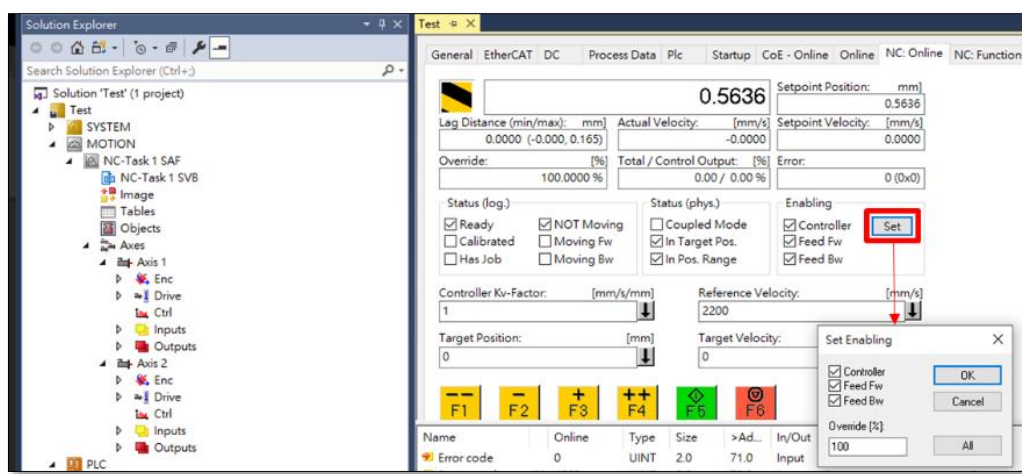 Solution Explorer
Search Solution Explorer (Ctrl+;)
Solution 'Test' (1 project)
Test
SYSTEM
MOTION
NC-Task 1 SAF
NC-Task 1 SVB
Image
Tables
Objects
Axes
Axis 1
Enc
Drive
Ctrl
Inputs
Outputs
Axis 2
Enc
Drive
Ctrl
Inputs
Outputs
PLC
Test
General EtherCAT DC Process Data Plc Startup CoE - Online Online NC: Online NC: Function
0.5636
Setpoint Position: mm]
0.5636
Lag Distance (min/max): mm] Actual Velocity: [mm/s] Setpoint Velocity: [mm/s]
0.0000 (-0.000, 0.165) -0.0000 0.0000
Override: [%] Total / Control Output: [%] Error:
100.0000 % 0.00 / 0.00 % 0 (0x0)
Status (log.) Status (phys.) Enabling
Ready NOT Moving Coupled Mode Controller Set
Calibrated Moving Fw In Target Pos. Feed Fw
Has Job Moving Bw In Pos. Range Feed Bw
Controller Kv-Factor: [mm/s/mm] Reference Velocity: [mm/s]
1 2200
Target Position: [mm] Target Velocity:
0 0
-- F1 - F2 + F3 ++ F4 F5 F6
Name Online Type Size >Ad... In/Out
Error code 0 UINT 2.0 71.0 Input
Set Enabling
Controller OK
Feed Fw
Feed Bw Cancel
Override [%]:
100 All